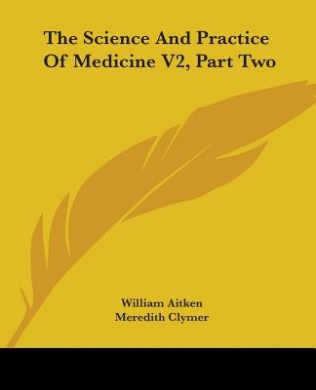 The Science And Practice
Of Medicine V2, Part Two
William Aitken
Meredith Clymer